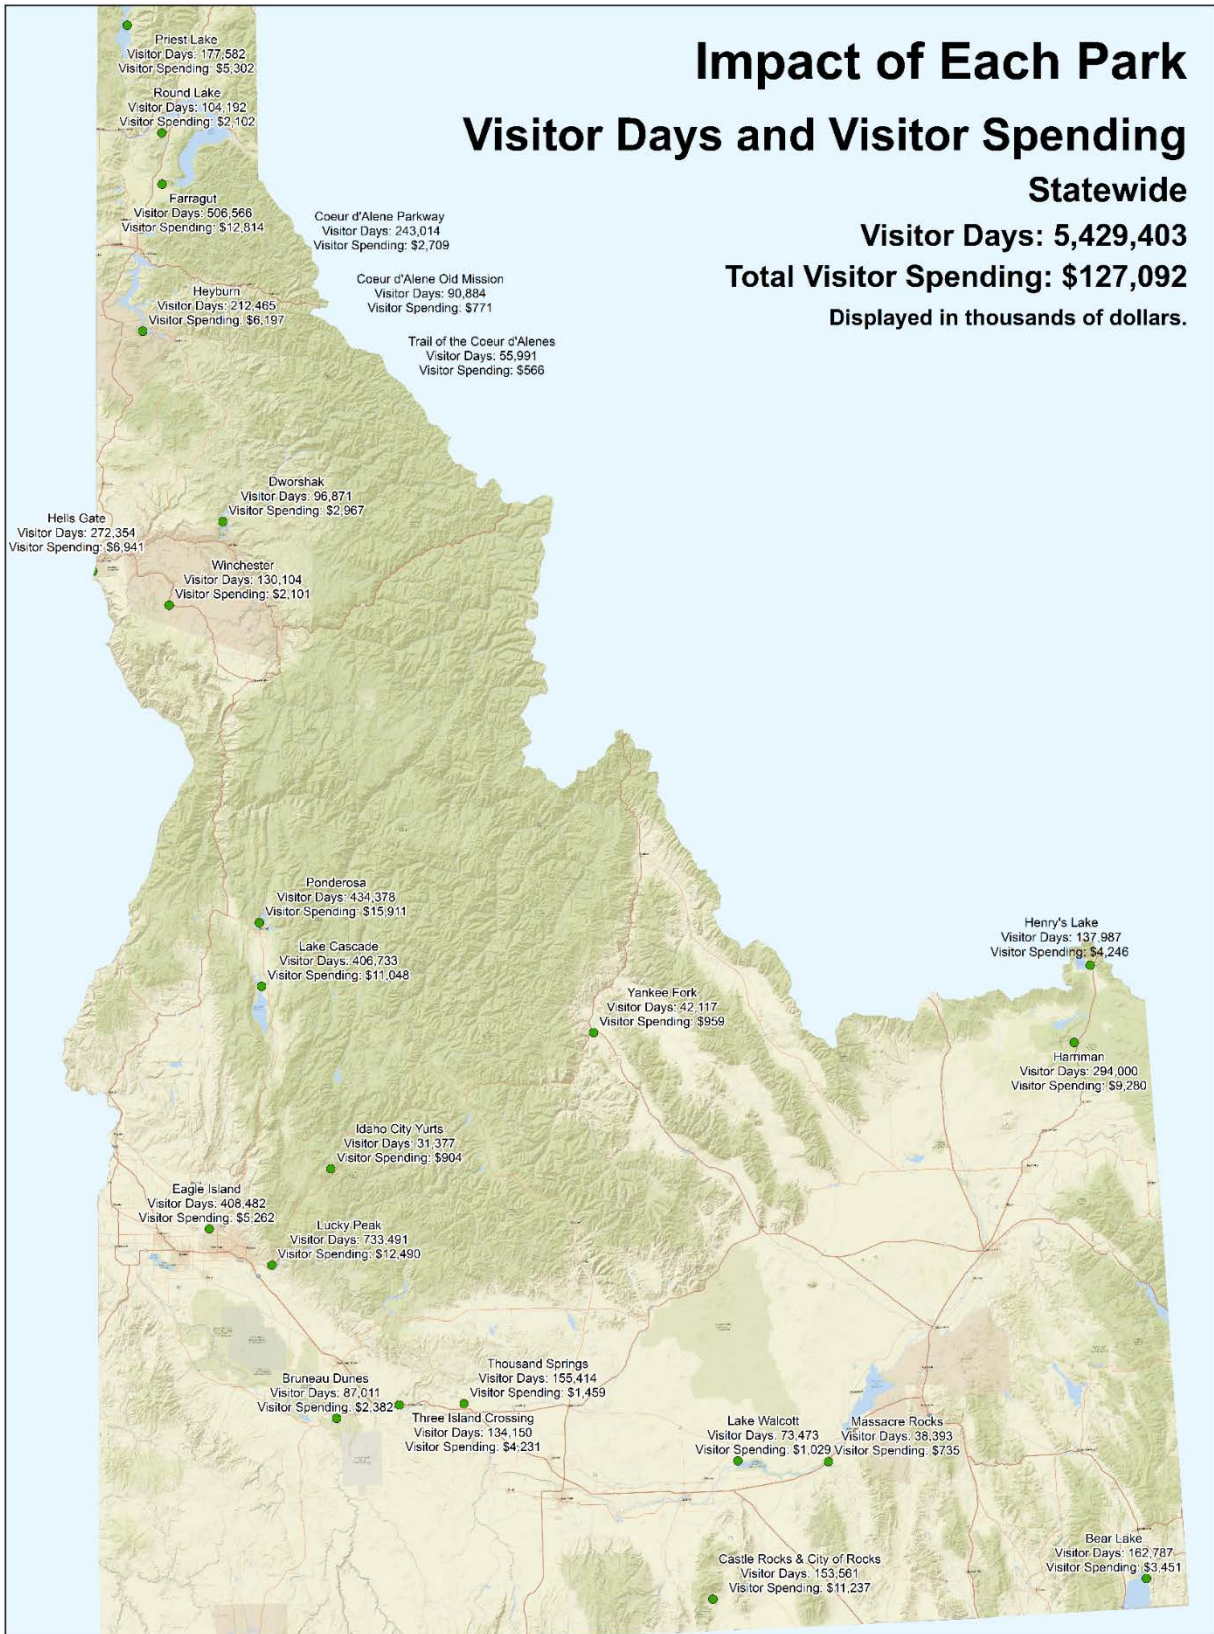 Impact of Each Park
Visitor Days and Visitor Spending
Statewide
Visitor Days: 5,429,403
Total Visitor Spending: $127,092
Displayed in thousands of dollars.
Priest Lake
Visitor Days: 177,582
Visitor Spending: $5,302
Round Lake
Visitor Days: 104,192
Visitor Spending: $2,102
Farragut
Visitor Days: 506,566
Visitor Spending: $12,814
Coeur d'Alene Parkway
Visitor Days: 243,014
Visitor Spending: $2,709
Coeur d'Alene Old Mission
Visitor Days: 90,884
Visitor Spending: $771
Heyburn
Visitor Days: 212,465
Visitor Spending: $6,197
Trail of the Coeur d'Alenes
Visitor Days: 55,991
Visitor Spending: $566
Dworshak
Visitor Days: 96,871
Visitor Spending: $2,967
Hells Gate
Visitor Days: 272,354
Visitor Spending: $6,941
Winchester
Visitor Days: 130,104
Visitor Spending: $2,101
Ponderosa
Visitor Days: 434,378
Visitor Spending: $15,911
Lake Cascade
Visitor Days: 406,733
Visitor Spending: $11,048
Henry's Lake
Visitor Days: 137,987
Visitor Spending: $4,246
Yankee Fork
Visitor Days: 42,117
Visitor Spending: $959
Harriman
Visitor Days: 294,000
Visitor Spending: $9,280
Idaho City Yurts
Visitor Days: 31,377
Visitor Spending: $904
Eagle Island
Visitor Days: 408,482
Visitor Spending: $5,262
Lucky Peak
Visitor Days: 733,491
Visitor Spending: $12,490
Thousand Springs
Visitor Days: 155,414
Visitor Spending: $1,459
Bruneau Dunes
Visitor Days: 87,011
Visitor Spending: $2,382
Three Island Crossing
Visitor Days: 134,150
Visitor Spending: $4,231
Lake Walcott
Visitor Days: 73,473
Visitor Spending: $1,029
Massacre Rocks
Visitor Days: 38,393
Visitor Spending: $735
Castle Rocks & City of Rocks
Visitor Days: 153,561
Visitor Spending: $11,237
Bear Lake
Visitor Days: 162,787
Visitor Spending: $3,451